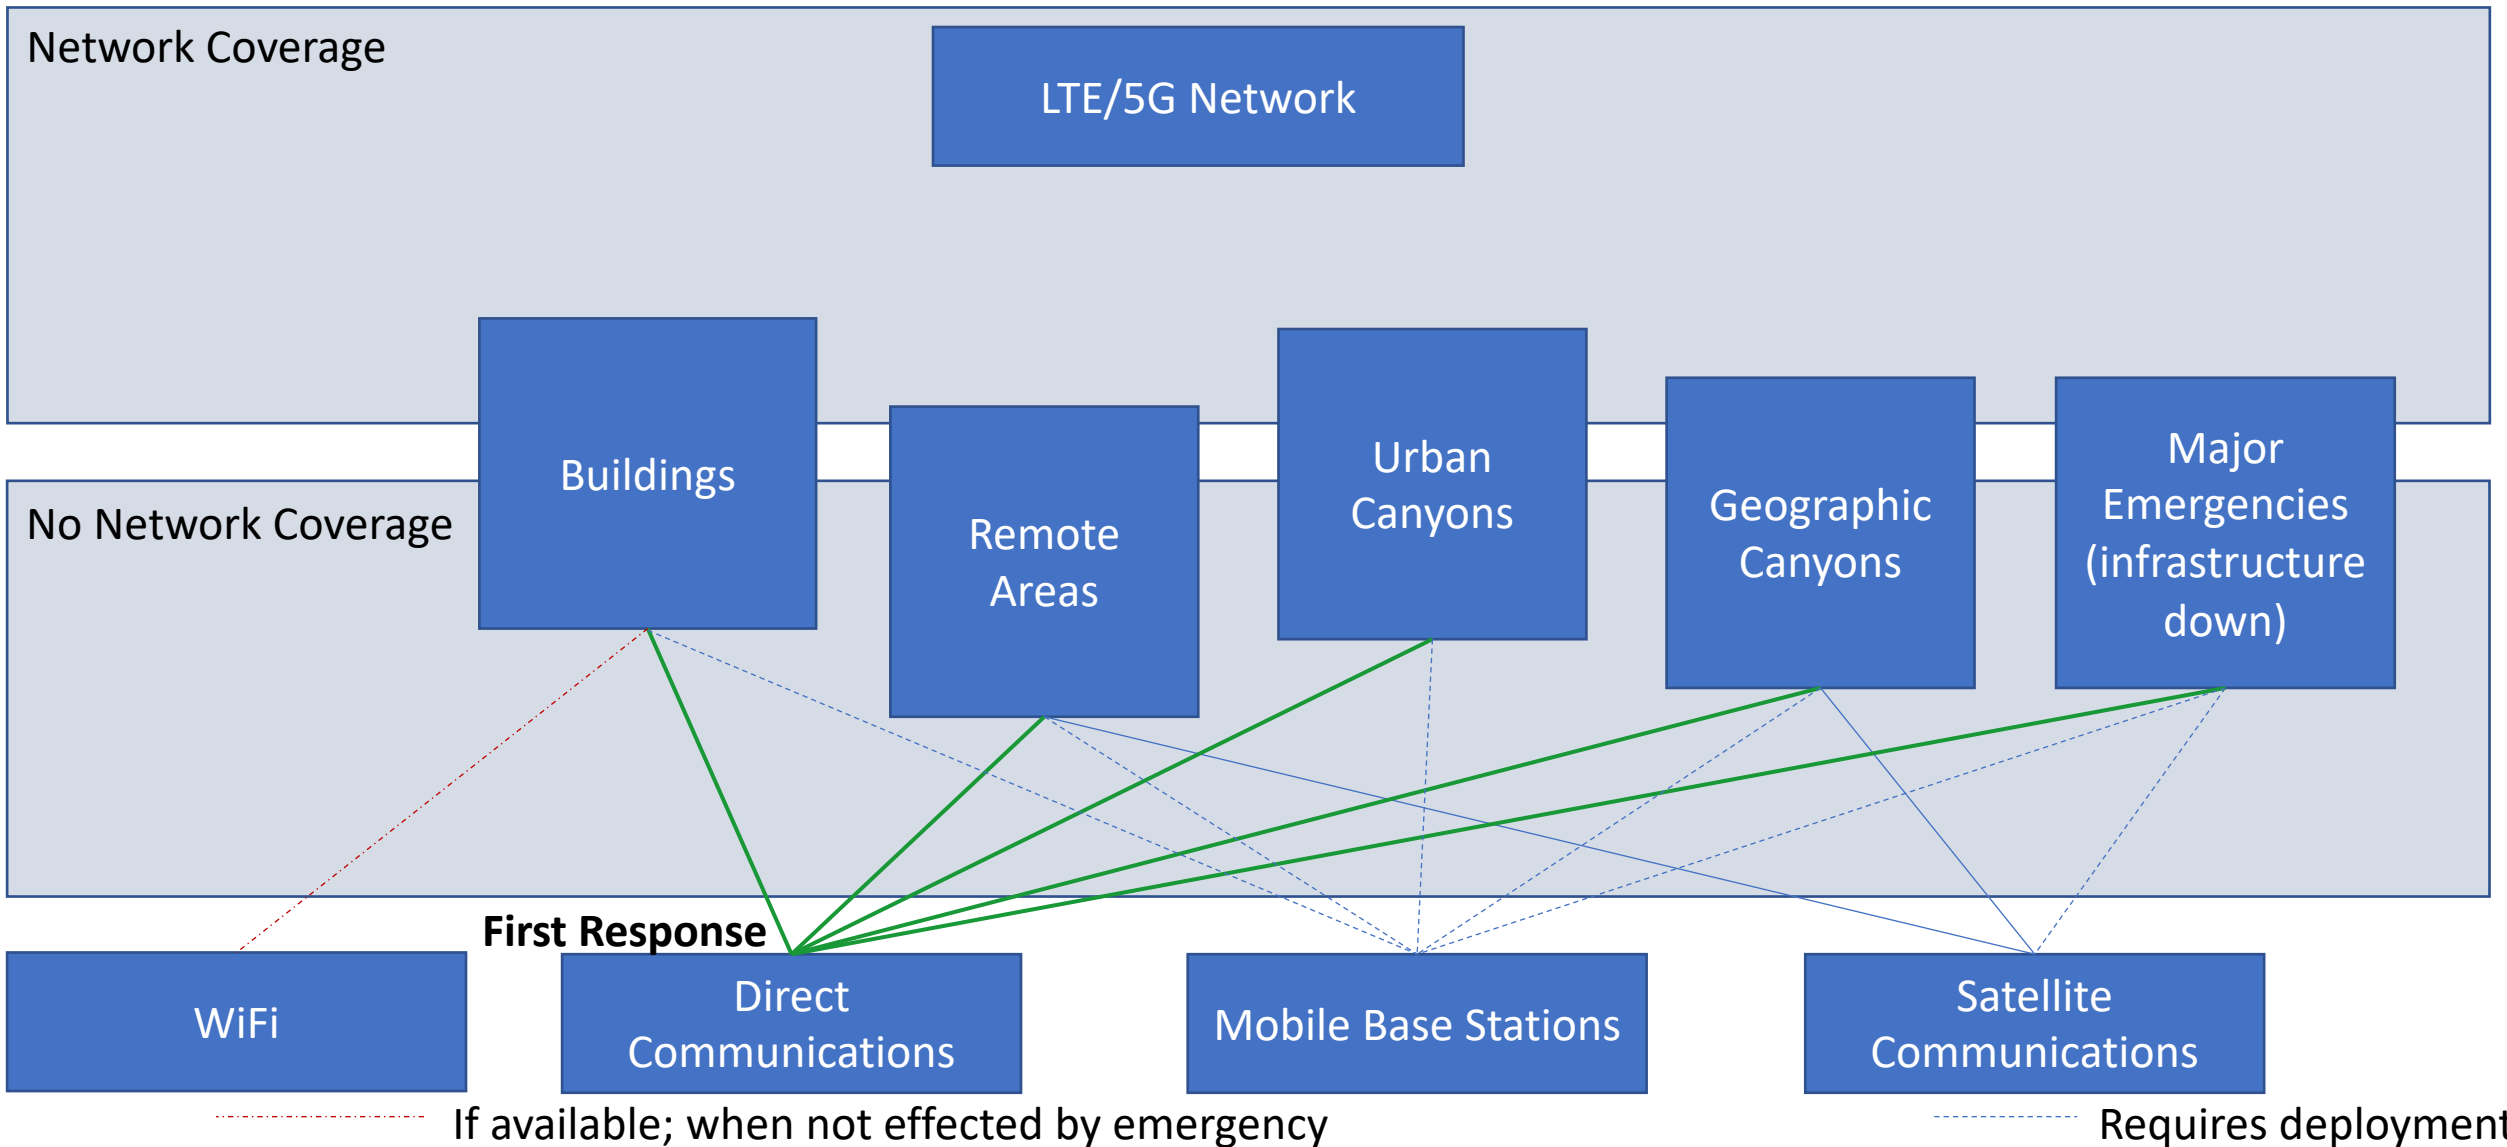 Network Coverage
LTE/5G Network
Buildings
Remote
Areas
Urban
Canyons
Geographic
Canyons
Major
Emergencies
(infrastructure
down)
No Network Coverage
First Response
WiFi
Direct
Communications
Mobile Base Stations
Satellite
Communications
If available; when not effected by emergency
Requires deployment